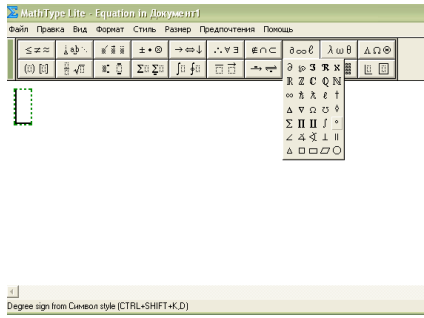 MathType Lite - Equation in Документ1
Файл Правка Вид Формат Стиль Размер Предпочтения Помощь
≤≠≈ ± • ⊗ → ⇔ ↓ ∴ ∀ ∃ ∉ ∩ ⊂ ∂ ∞ ℓ λ ω θ Λ Ω ⊛
∂ ℘ ℑ ℜ ℵ
ℝ ℤ ℂ ℚ ℕ
∞ ℏ ƛ ℓ †
Δ ∇ Ω ℧ ◊
Σ Π ∐ ∫ °
∠ ∡ ∢ ⊥ ∥
△ □ ▭ ▱ ○
Degree sign from Символ style (CTRL+SHIFT+K,D)